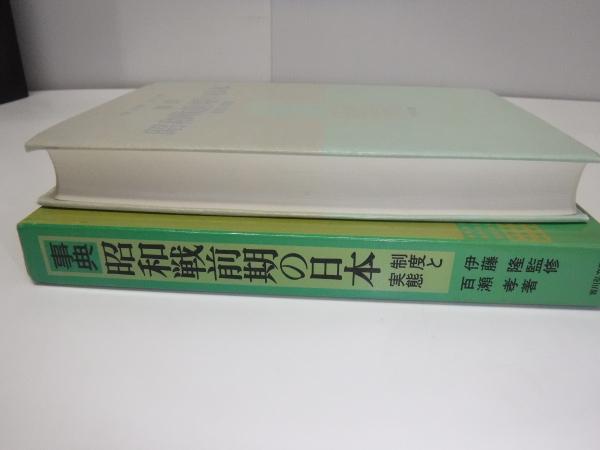 事典
昭和戦前期の日本
制度と
実態
伊藤 隆監修
百瀬 孝著